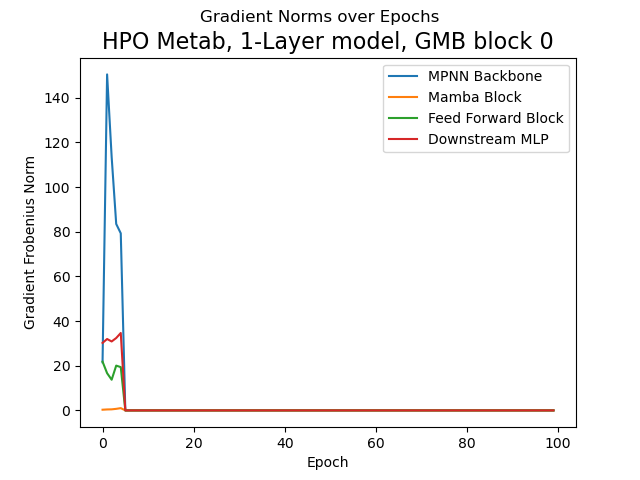 Gradient Norms over Epochs
HPO Metab, 1-Layer model, GMB block 0
MPNN Backbone
Mamba Block
Feed Forward Block
Downstream MLP
Gradient Frobenius Norm
140
120
100
80
60
40
20
0
0 20 40 60 80 100
Epoch